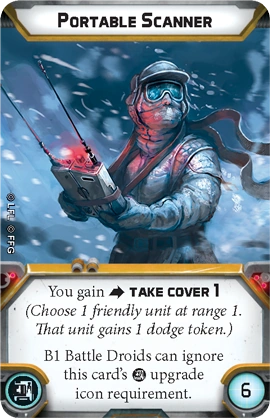 PORTABLE SCANNER
© LFL © FFG
You gain TAKE COVER 1
(Choose 1 friendly unit at range 1.
That unit gains 1 dodge token.)
B1 Battle Droids can ignore
this card's upgrade
icon requirement.
6